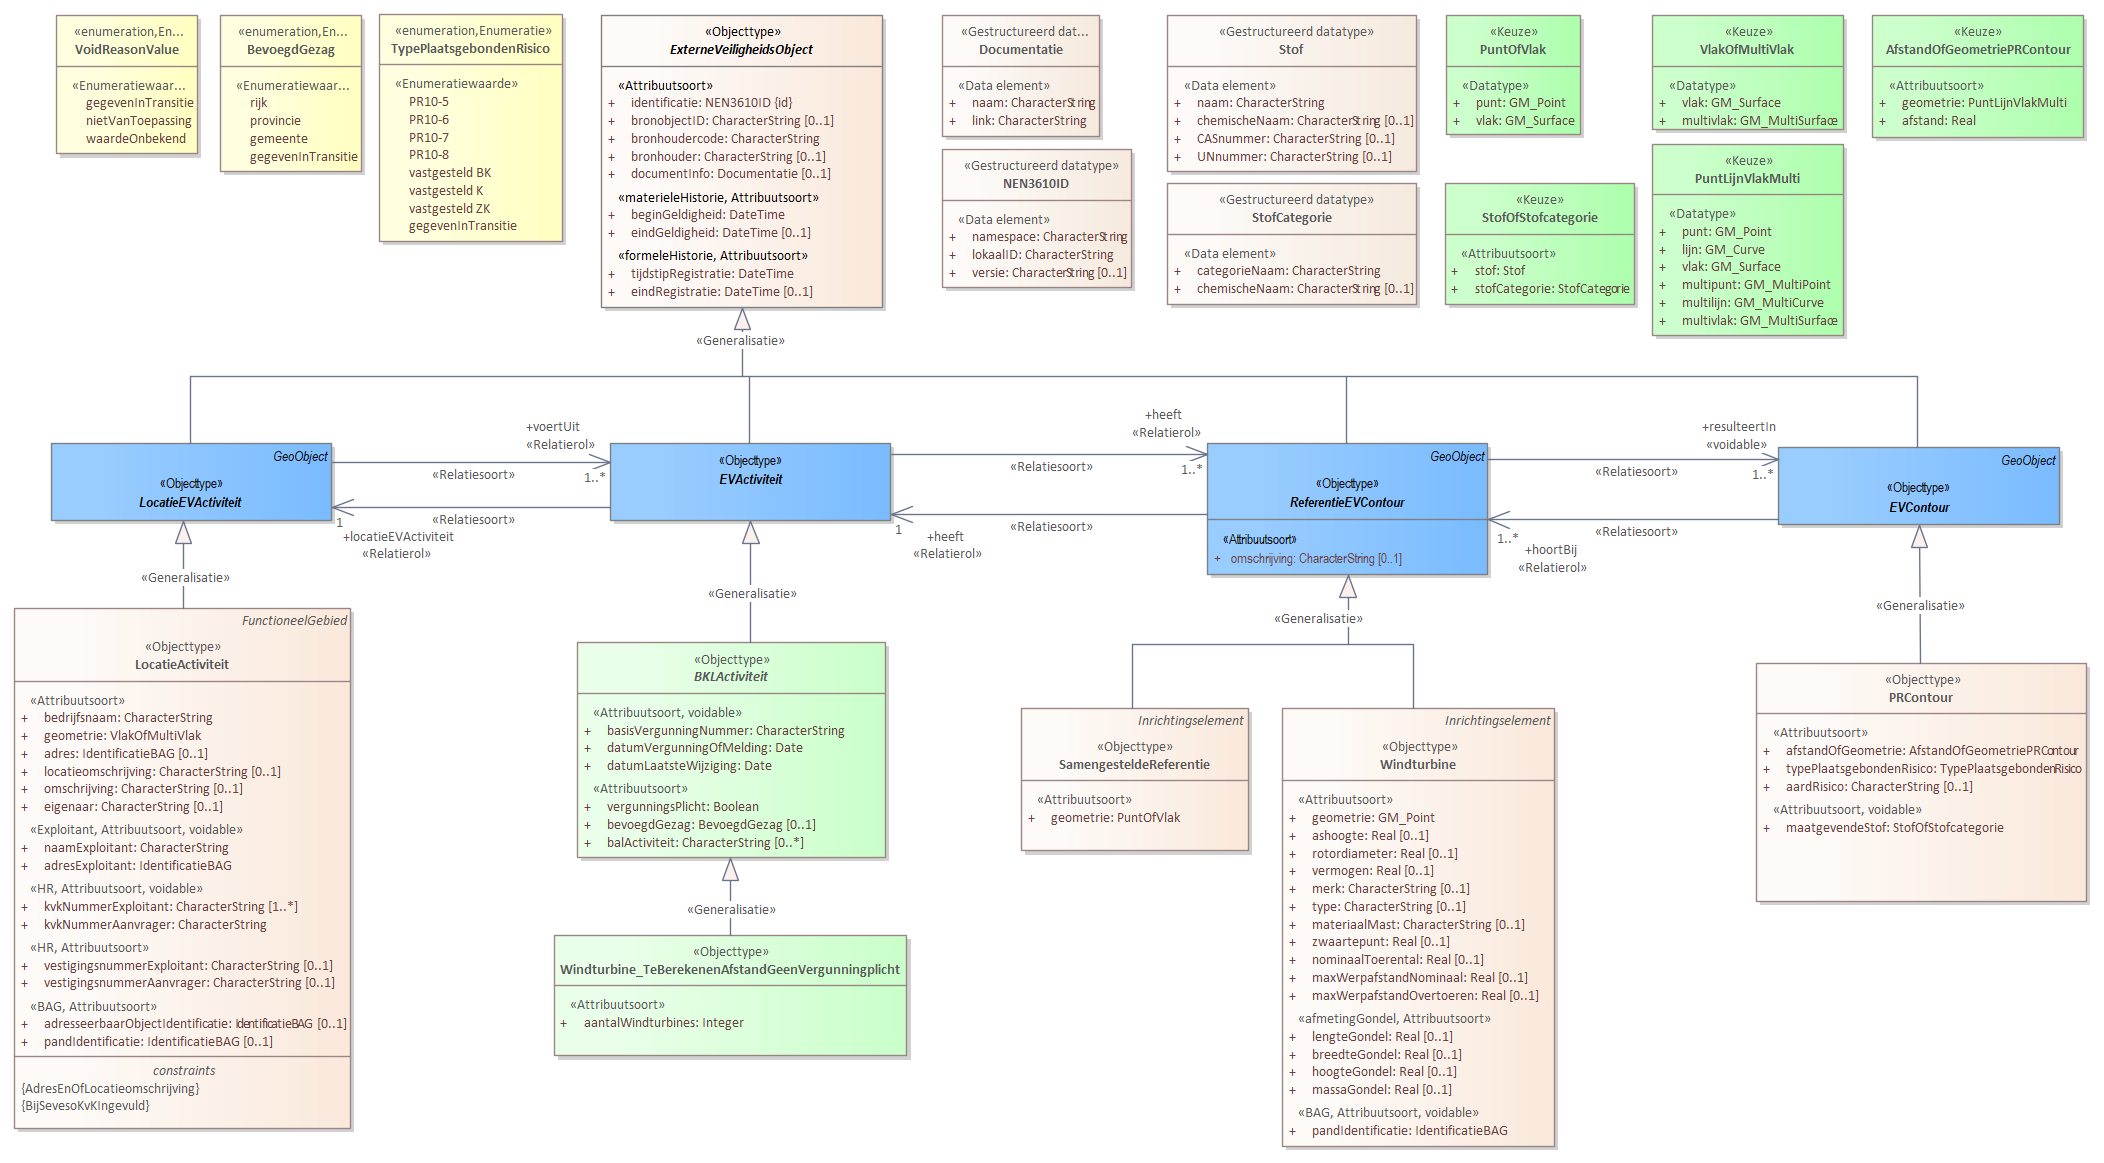 «enumeration,En...
VoidReasonValue
«Enumeratiewaar...
gegevenInTransitie
nietVanToepassing
waardeOnbekend
«enumeration,En...
BevoegdGezag
«Enumeratiewaar...
rijk
provincie
gemeente
gegevenInTransitie
«enumeration,Enumeratie»
TypePlaatsgebondenRisico
«Enumeratiewaarde»
PR10-5
PR10-6
PR10-7
PR10-8
vastgesteld BK
vastgesteld K
vastgesteld ZK
gegevenInTransitie
«Objecttype»
ExterneVeiligheidsObject
«Attribuutsoort»
+ identificatie: NEN3610ID {id}
+ bronobjectID: CharacterString [0..1]
+ bronhoudercode: CharacterString
+ bronhouder: CharacterString [0..1]
+ documentInfo: Documentatie [0..1]
«materieleHistorie, Attribuutsoort»
+ beginGeldigheid: DateTime
+ eindGeldigheid: DateTime [0..1]
«formeleHistorie, Attribuutsoort»
+ tijdstipRegistratie: DateTime
+ eindRegistratie: DateTime [0..1]
«Gestructureerd dat...
Documentatie
«Data element»
+ naam: CharacterString
+ link: CharacterString
«Gestructureerd datatype»
NEN3610ID
«Data element»
+ namespace: CharacterString
+ lokaalID: CharacterString
+ versie: CharacterString [0..1]
«Gestructureerd datatype»
Stof
«Data element»
+ naam: CharacterString
+ chemischeNaam: CharacterString [0..1]
+ CASnummer: CharacterString [0..1]
+ UNnummer: CharacterString [0..1]
«Gestructureerd datatype»
StofCategorie
«Data element»
+ categorieNaam: CharacterString
+ chemischeNaam: CharacterString [0..1]
«Keuze»
PuntOfVlak
«Datatype»
+ punt: GM_Point
+ vlak: GM_Surface
«Keuze»
StofOfStofcategorie
«Attribuutsoort»
+ stof: Stof
+ stofCategorie: StofCategorie
«Keuze»
VlakOfMultiVlak
«Datatype»
+ vlak: GM_Surface
+ multivlak: GM_MultiSurface
«Keuze»
PuntLijnVlakMulti
«Datatype»
+ punt: GM_Point
+ lijn: GM_Curve
+ vlak: GM_Surface
+ multipunt: GM_MultiPoint
+ multilijn: GM_MultiCurve
+ multivlak: GM_MultiSurface
«Keuze»
AfstandOfGeometriePRContour
«Attribuutsoort»
+ geometrie: PuntLijnVlakMulti
+ afstand: Real
«Generalisatie»
GeoObject
«Objecttype»
LocatieEVActiviteit
+voertUit
«Relatierol»
1..*
«Relatiesoort»
«Relatiesoort»
1
+locatieEVActiviteit
«Relatierol»
«Objecttype»
EVActiviteit
+heeft
«Relatierol»
1..*
«Relatiesoort»
«Relatiesoort»
1
+heeft
«Relatierol»
GeoObject
«Objecttype»
ReferentieEVContour
«Attribuutsoort»
+ omschrijving: CharacterString [0..1]
+resulteertIn
«voidable»
1..*
«Relatiesoort»
«Relatiesoort»
1..*
+hoortBij
«Relatierol»
GeoObject
«Objecttype»
EVContour
«Generalisatie»
FunctioneelGebied
«Objecttype»
LocatieActiviteit
«Attribuutsoort»
+ bedrijfsnaam: CharacterString
+ geometrie: VlakOfMultiVlak
+ adres: IdentificatieBAG [0..1]
+ locatieomschrijving: CharacterString [0..1]
+ omschrijving: CharacterString [0..1]
+ eigenaar: CharacterString [0..1]
«Exploitant, Attribuutsoort, voidable»
+ naamExploitant: CharacterString
+ adresExploitant: IdentificatieBAG
«HR, Attribuutsoort, voidable»
+ kvkNummerExploitant: CharacterString [1..*]
+ kvkNummerAanvrager: CharacterString
«HR, Attribuutsoort»
+ vestigingsnummerExploitant: CharacterString [0..1]
+ vestigingsnummerAanvrager: CharacterString [0..1]
«BAG, Attribuutsoort»
+ adresseerbaarObjectIdentificatie: IdentificatieBAG [0..1]
+ pandIdentificatie: IdentificatieBAG [0..1]
constraints
{AdresEnOfLocatieomschrijving}
{BijSevesoKvKIngevuld}
«Generalisatie»
«Objecttype»
BKLActiviteit
«Attribuutsoort, voidable»
+ basisVergunningNummer: CharacterString
+ datumVergunningOfMelding: Date
+ datumLaatsteWijziging: Date
«Attribuutsoort»
+ vergunningsPlicht: Boolean
+ bevoegdGezag: BevoegdGezag [0..1]
+ balActiviteit: CharacterString [0..*]
«Generalisatie»
«Objecttype»
Windturbine_TeBerekenenAfstandGeenVergunningplicht
«Attribuutsoort»
+ aantalWindturbines: Integer
«Generalisatie»
Inrichtingselement
«Objecttype»
SamengesteldeReferentie
«Attribuutsoort»
+ geometrie: PuntOfVlak
Inrichtingselement
«Objecttype»
Windturbine
«Attribuutsoort»
+ geometrie: GM_Point
+ ashoogte: Real [0..1]
+ rotordiameter: Real [0..1]
+ vermogen: Real [0..1]
+ merk: CharacterString [0..1]
+ type: CharacterString [0..1]
+ materiaalMast: CharacterString [0..1]
+ zwaartepunt: Real [0..1]
+ nominaalToerental: Real [0..1]
+ maxWerpafstandNominaal: Real [0..1]
+ maxWerpafstandOvertoeren: Real [0..1]
«afmetingGondel, Attribuutsoort»
+ lengteGondel: Real [0..1]
+ breedteGondel: Real [0..1]
+ hoogteGondel: Real [0..1]
+ massaGondel: Real [0..1]
«BAG, Attribuutsoort, voidable»
+ pandIdentificatie: IdentificatieBAG
«Generalisatie»
«Objecttype»
PRContour
«Attribuutsoort»
+ afstandOfGeometrie: AfstandOfGeometriePRContour
+ typePlaatsgebondenRisico: TypePlaatsgebondenRisico
+ aardRisico: CharacterString [0..1]
«Attribuutsoort, voidable»
+ maatgevendeStof: StofOfStofcategorie